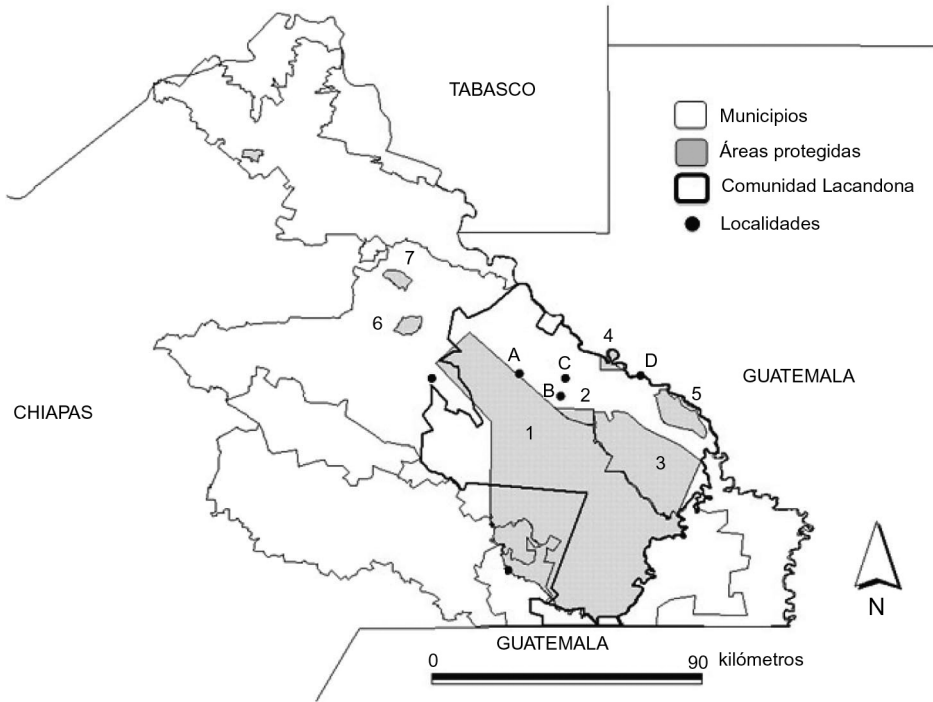 TABASCO
Municipios
Áreas protegidas
Comunidad Lacandona
Localidades
7
6
4
A
C
D
B
2
5
GUATEMALA
CHIAPAS
1
3
N
GUATEMALA
0
90 kilómetros